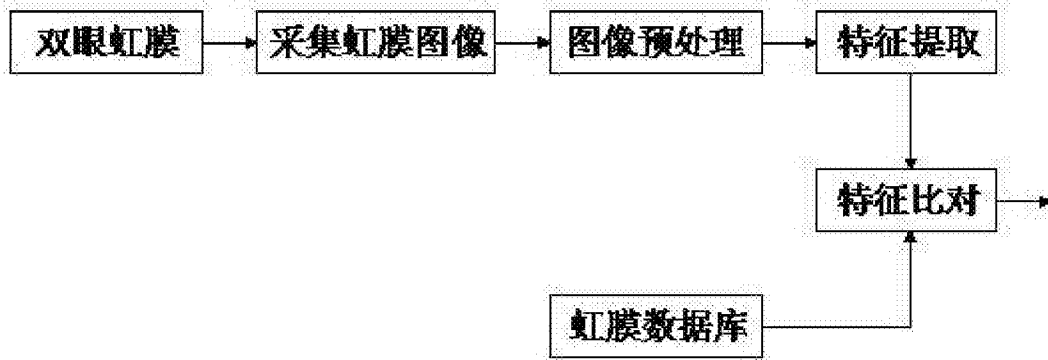 双眼虹膜
采集虹膜图像
图像预处理
特征提取
特征比对
虹膜数据库